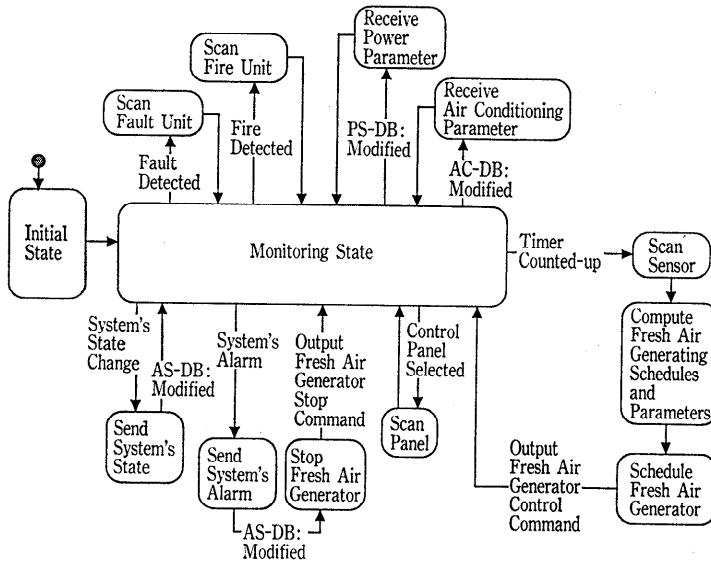 Scan
Fire Unit
Receive
Power
Parameter
Scan
Fault Unit
Receive
Air Conditioning
Parameter
Fault
Detected
Fire
Detected
PS-DB:
Modified
AC-DB:
Modified
Initial
State
Monitoring State
Timer
Counted-up
Scan
Sensor
System's
State
Change
AS-DB:
Modified
System's
Alarm
Output
Fresh Air
Generator
Stop
Command
Control
Panel
Selected
Compute
Fresh Air
Generating
Schedules
and
Parameters
Send
System's
State
Send
System's
Alarm
Stop
Fresh Air
Generator
Scan
Panel
Output
Fresh Air
Generator
Control
Command
Schedule
Fresh Air
Generator
AS-DB:
Modified